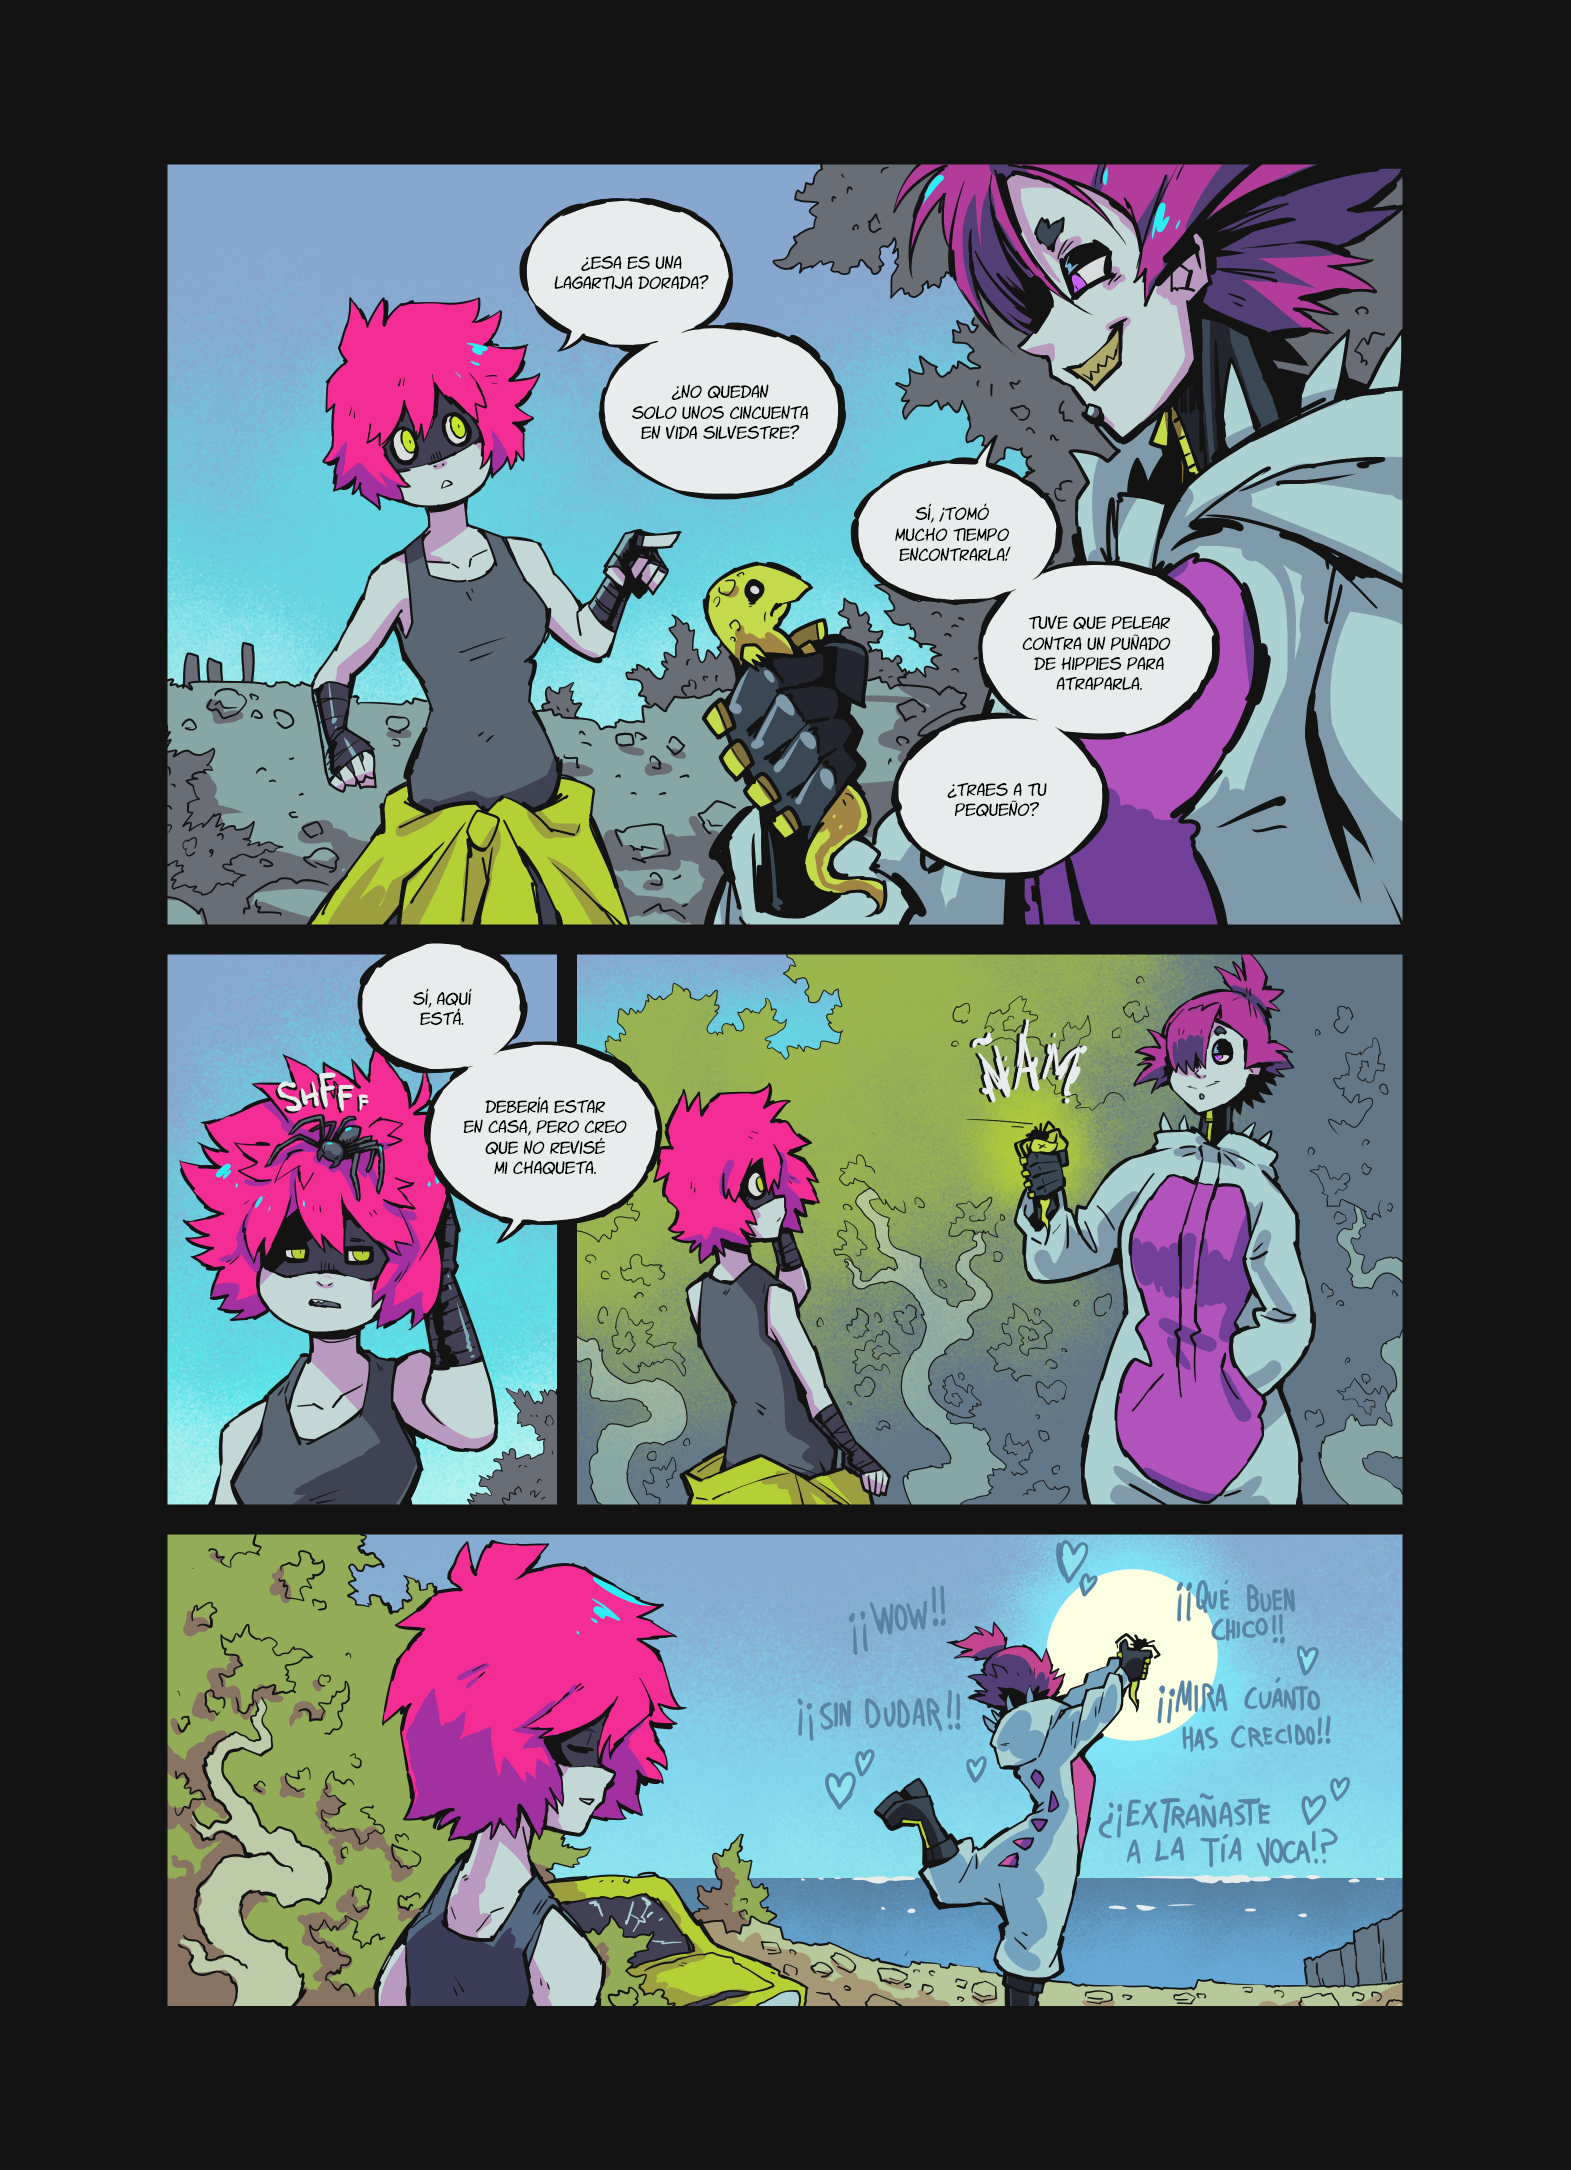 ¿ESA ES UNA
LAGARTIJA DORADA?
¿NO QUEDAN
SOLO UNOS CINCUENTA
EN VIDA SILVESTRE?
SÍ, ¡TOMÓ
MUCHO TIEMPO
ENCONTRARLA!
TUVE QUE PELEAR
CONTRA UN PUÑADO
DE HIPPIES PARA
ATRAPARLA.
¿TRAES A TU
PEQUEÑO?
SÍ, AQUÍ
ESTÁ.
SHFFF
DEBERÍA ESTAR
EN CASA, PERO CREO
QUE NO REVISÉ
MI CHAQUETA.
ÑAM
¡¡WOW!!
¡¡QUÉ BUEN
CHICO!!
¡¡SIN DUDAR!!
¡¡MIRA CUÁNTO
HAS CRECIDO!!
¿¡¡EXTRAÑASTE
A LA TÍA VOCA!?